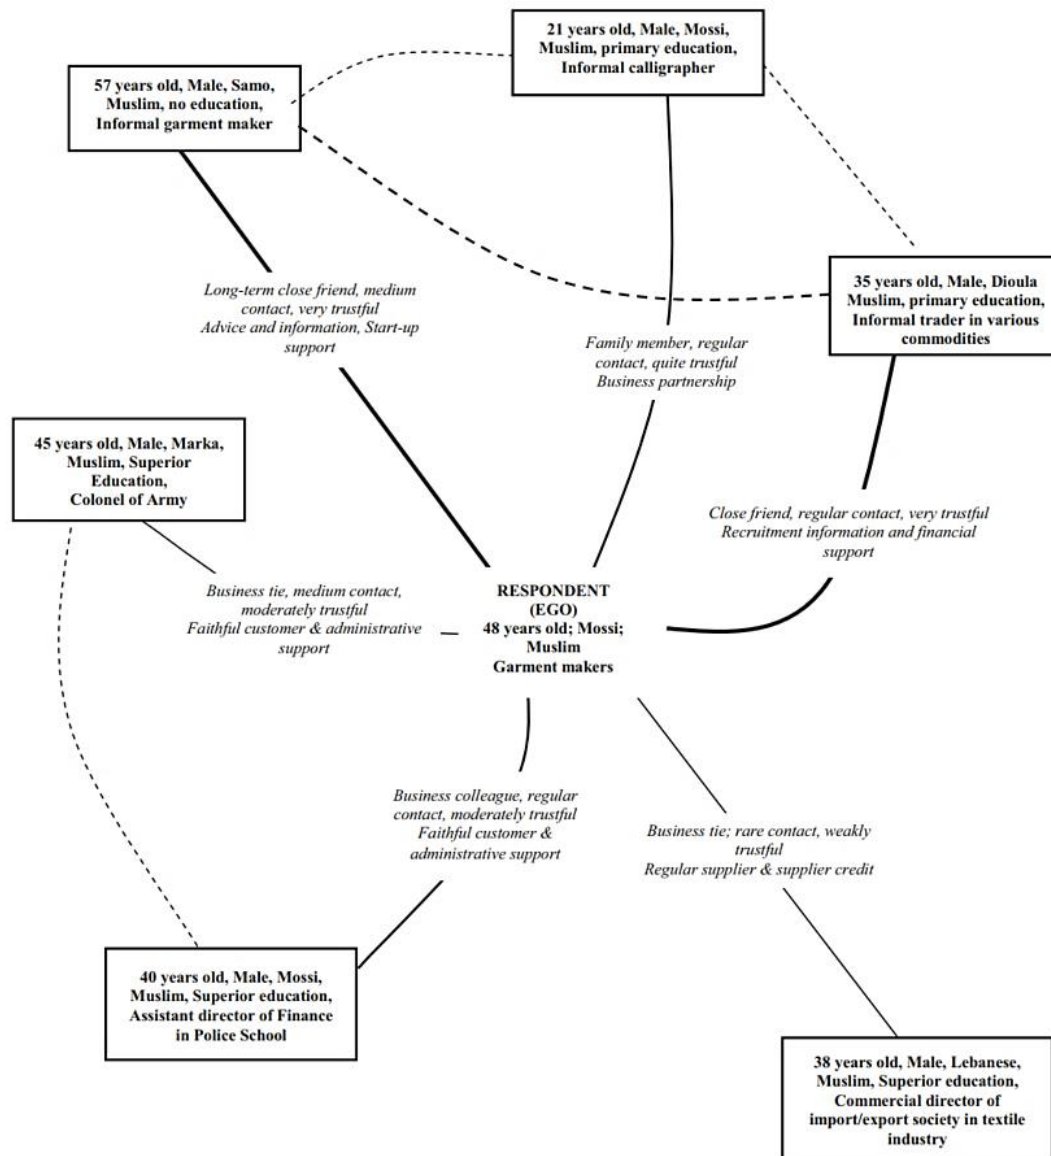 21 years old, Male, Mossi,
Muslim, primary education,
Informal calligrapher
57 years old, Male, Samo,
Muslim, no education,
Informal garment maker
35 years old, Male, Dioula
Muslim, primary education,
Informal trader in various
commodities
Long-term close friend, medium
contact, very trustful
Advice and information, Start-up
support
Family member, regular
contact, quite trustful
Business partnership
45 years old, Male, Marka,
Muslim, Superior
Education,
Colonel of Army
Close friend, regular contact, very trustful
Recruitment information and financial
support
Business tie, medium contact,
moderately trustful
Faithful customer & administrative
support
RESPONDENT
(EGO)
48 years old; Mossi;
Muslim
Garment makers
Business colleague, regular
contact, moderately trustful
Faithful customer &
administrative support
Business tie; rare contact, weakly
trustful
Regular supplier & supplier credit
40 years old, Male, Mossi,
Muslim, Superior education,
Assistant director of Finance
in Police School
38 years old, Male, Lebanese,
Muslim, Superior education,
Commercial director of
import/export society in textile
industry